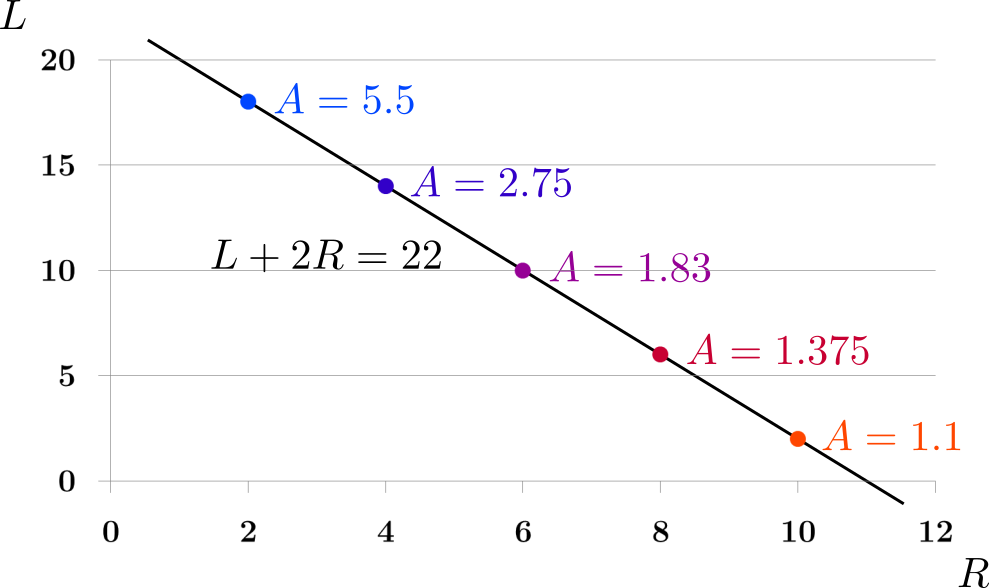 L
20
A = 5.5
15
A = 2.75
L + 2R = 22
10
A = 1.83
A = 1.375
5
A = 1.1
0
0 2 4 6 8 10 12
R